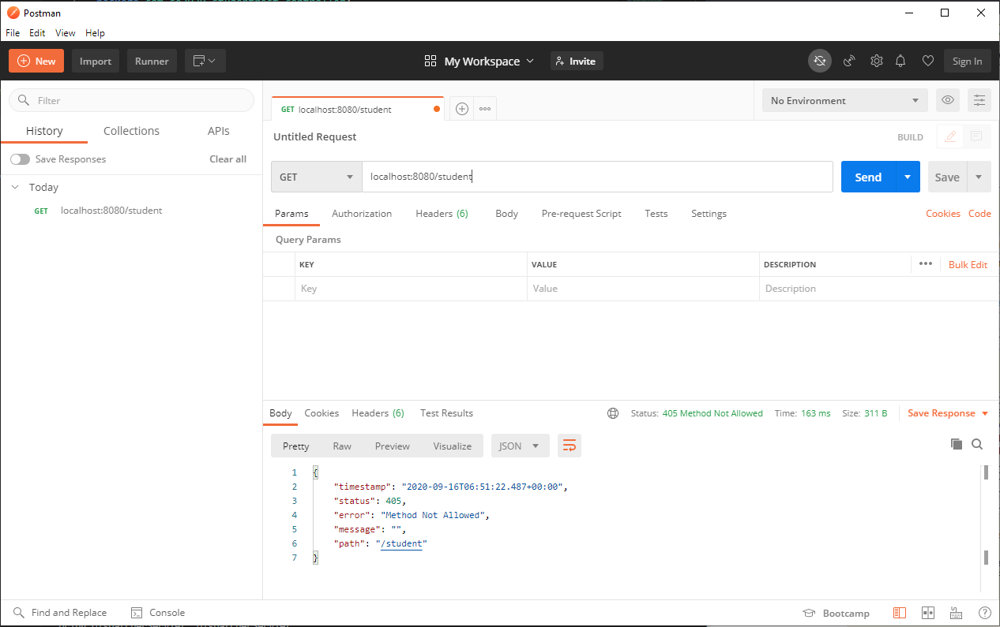 Postman
File Edit View Help
New Import Runner My Workspace Invite Sign In
Filter
History Collections APIs
Save Responses Clear all
Today
GET localhost:8080/student
GET localhost:8080/student No Environment
Untitled Request BUILD
GET localhost:8080/student Send Save
Params Authorization Headers (6) Body Pre-request Script Tests Settings Cookies Code
Query Params
KEY VALUE DESCRIPTION Bulk Edit
Key Value Description
Body Cookies Headers (6) Test Results Status: 405 Method Not Allowed Time: 163 ms Size: 311 B Save Response
Pretty Raw Preview Visualize JSON
1 {
2 "timestamp": "2020-09-16T06:51:22.487+00:00",
3 "status": 405,
4 "error": "Method Not Allowed",
5 "message": "",
6 "path": "/student"
7 }
Find and Replace Console Bootcamp